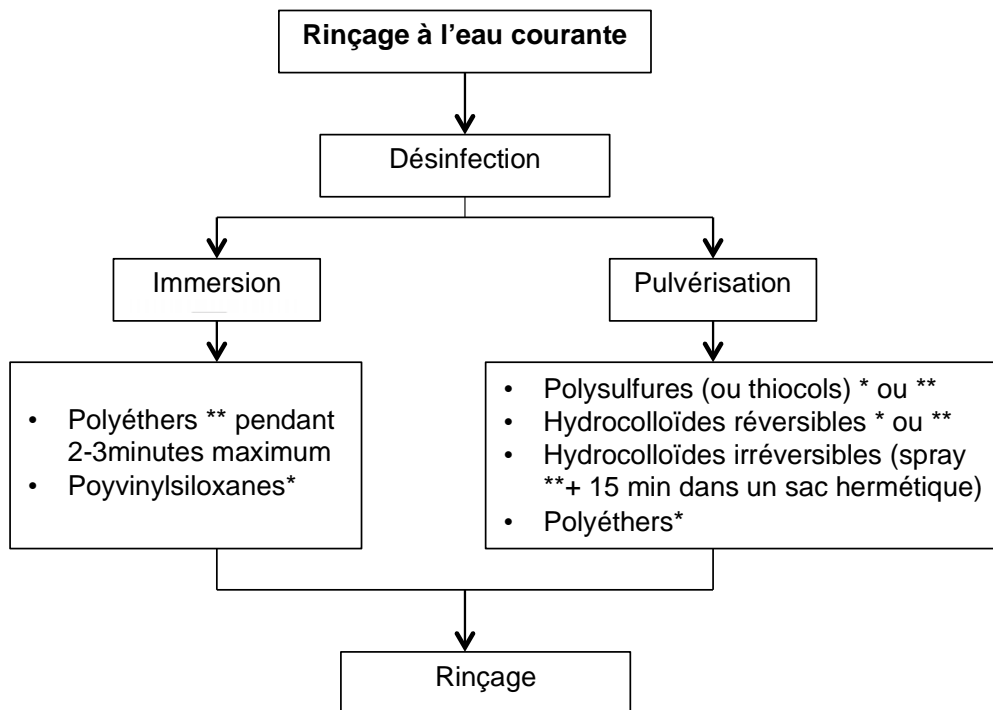 Rinçage à l'eau courante
Désinfection
Immersion
Pulvérisation
• Polyéthers ** pendant
2-3minutes maximum
• Poyvinylsiloxanes*
• Polysulfures (ou thiocols) * ou **
• Hydrocolloïdes réversibles * ou **
• Hydrocolloïdes irréversibles (spray
**+ 15 min dans un sac hermétique)
• Polyéthers*
Rinçage